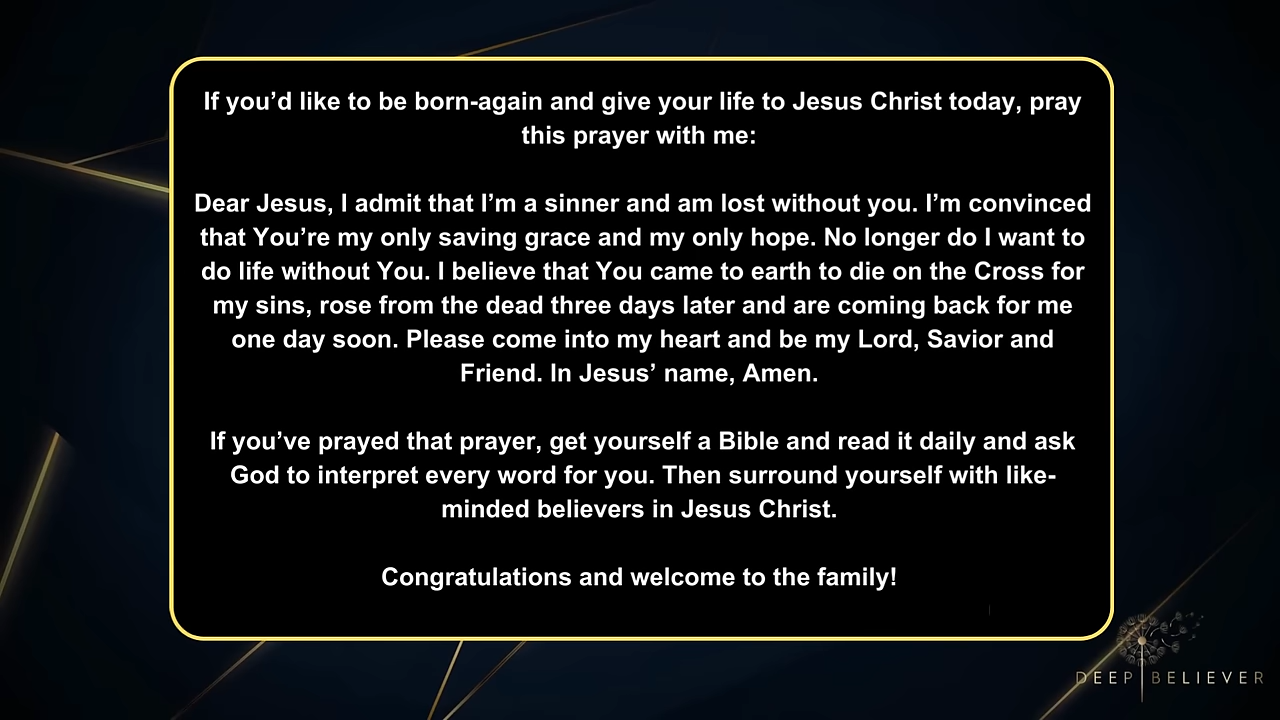 If you’d like to be born-again and give your life to Jesus Christ today, pray
this prayer with me:
Dear Jesus, I admit that I’m a sinner and am lost without you. I’m convinced
that You’re my only saving grace and my only hope. No longer do I want to
do life without You. I believe that You came to earth to die on the Cross for
my sins, rose from the dead three days later and are coming back for me
one day soon. Please come into my heart and be my Lord, Savior and
Friend. In Jesus’ name, Amen.
If you’ve prayed that prayer, get yourself a Bible and read it daily and ask
God to interpret every word for you. Then surround yourself with like-
minded believers in Jesus Christ.
Congratulations and welcome to the family!
DEEP BELIEVER